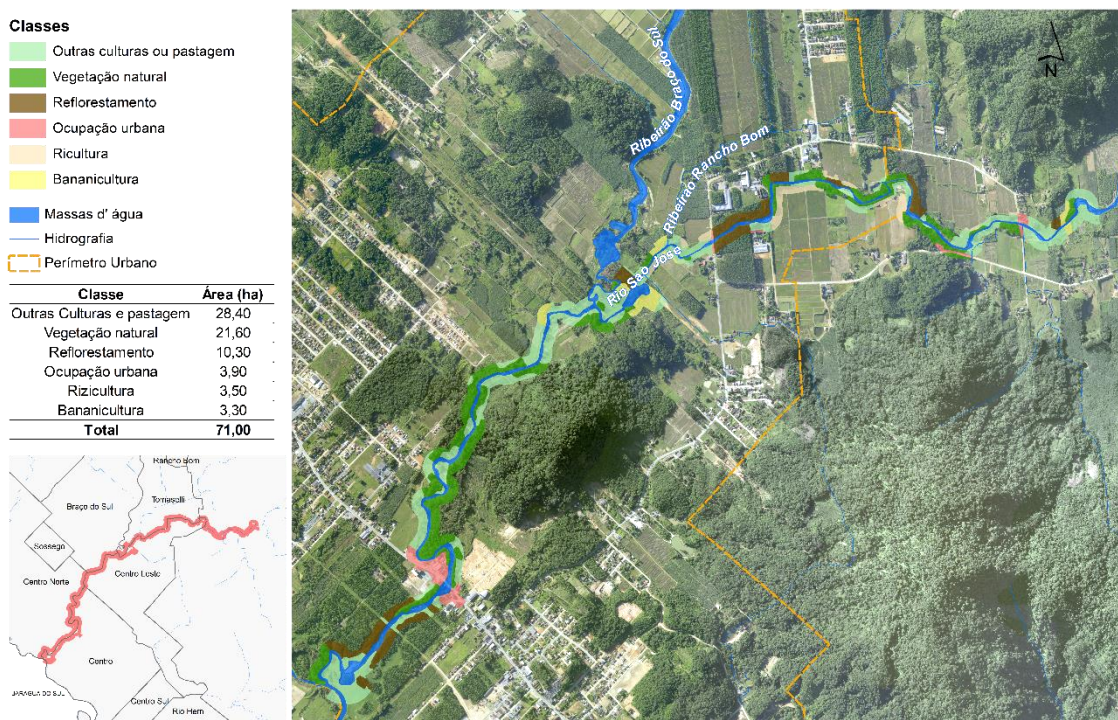 Classes
Outras culturas ou pastagem
Vegetação natural
Reflorestamento
Ocupação urbana
Ricultura
Bananicultura
Massas d' água
Hidrografia
Perímetro Urbano
Classe Área (ha)
Outras Culturas e pastagem 28,40
Vegetação natural 21,60
Reflorestamento 10,30
Ocupação urbana 3,90
Rizicultura 3,50
Bananicultura 3,30
Total 71,00
Rancho Bom
Tomaselli
Braço do Sul
Sossego
Centro Norte
Centro Leste
Centro
JARAGUÁ DO SUL
Centro Sul
Rio Hern
Ribeirão Braço do Sul
Ribeirão Rancho Bom
Rio São José
N